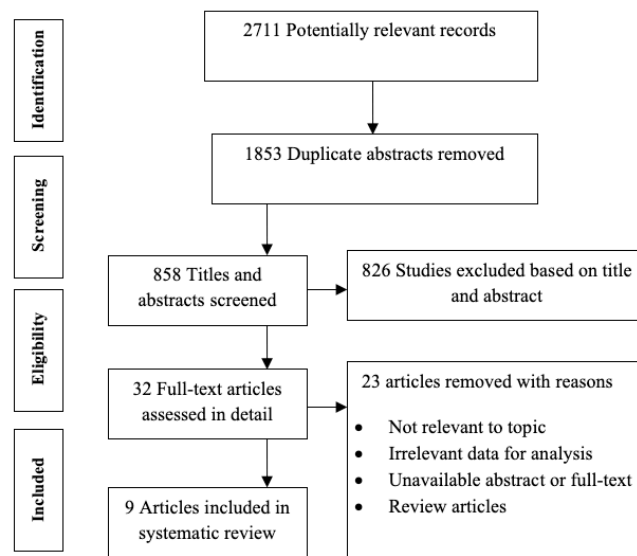 Identification
2711 Potentially relevant records
1853 Duplicate abstracts removed
Screening
858 Titles and
abstracts screened
826 Studies excluded based on title
and abstract
Eligibility
32 Full-text articles
assessed in detail
23 articles removed with reasons
• Not relevant to topic
• Irrelevant data for analysis
• Unavailable abstract or full-text
• Review articles
Included
9 Articles included in
systematic review